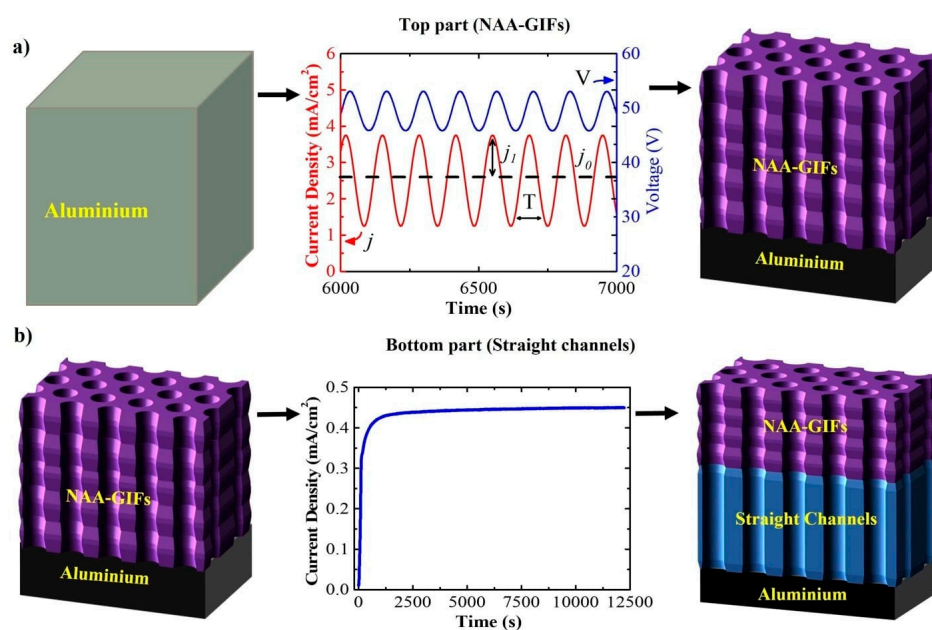 Top part (NAA-GIFs)
a)
Aluminium
Current Density (mA/cm²)
6
5
4
3
2
1
0
V
j₁
j₀
T
j
6000
6500
7000
Time (s)
60
50
40
30
20
Voltage (V)
NAA-GIFs
Aluminium
b)
Bottom part (Straight channels)
NAA-GIFs
Aluminium
Current Density (mA/cm²)
0.5
0.4
0.3
0.2
0.1
0.0
0
2500
5000
7500
10000
12500
Time (s)
NAA-GIFs
Straight Channels
Aluminium